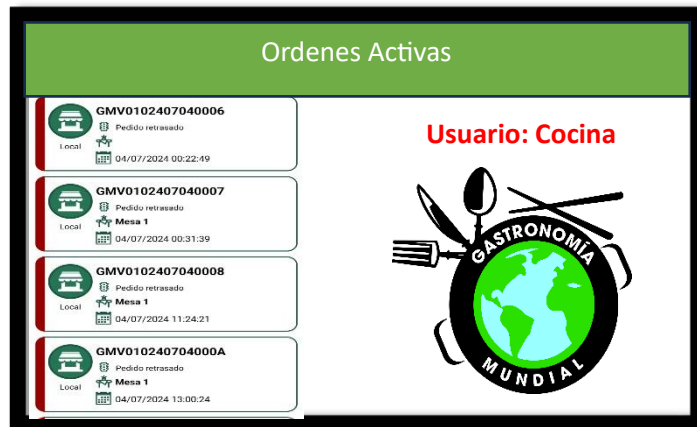 Ordenes Activas
GMV0102407040006
Pedido retrasado
Local
04/07/2024 00:22:49
GMV0102407040007
Pedido retrasado
Mesa 1
Local
04/07/2024 00:31:39
GMV0102407040008
Pedido retrasado
Mesa 1
Local
04/07/2024 11:24:21
GMV010240704000A
Pedido retrasado
Mesa 1
Local
04/07/2024 13:00:24
Usuario: Cocina
GASTRONOMÍA
MUNDIAL